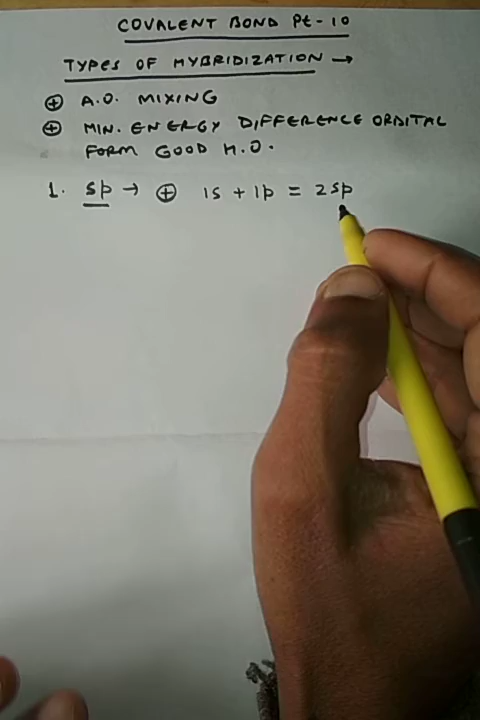 COVALENT BOND Pt-10
TYPES OF HYBRIDIZATION →
⊕ A.O. MIXING
⊕ MIN. ENERGY DIFFERENCE ORBITAL
FORM GOOD H.O.
1. sp → ⊕ 1s + 1p = 2sp